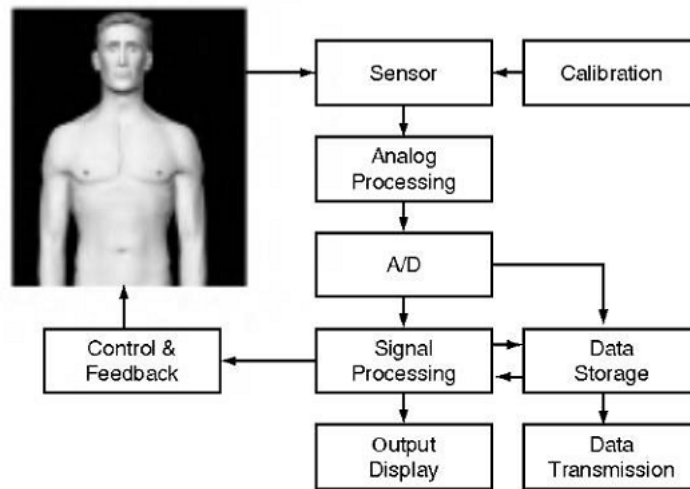 Sensor
Calibration
Analog
Processing
A/D
Control &
Feedback
Signal
Processing
Data
Storage
Output
Display
Data
Transmission